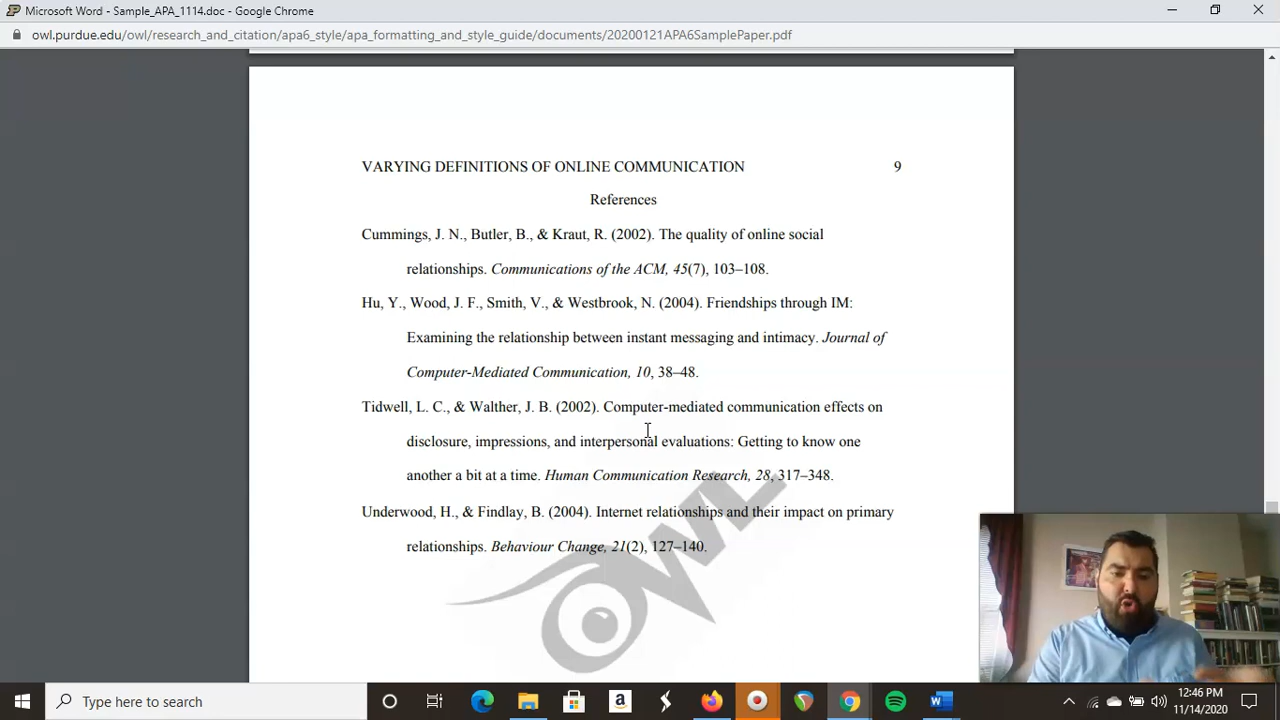 Microsoft Word - Sample_APA_1114.doc - Google Chrome
owl.purdue.edu/owl/research_and_citation/apa6_style/apa_formatting_and_style_guide/documents/20200121APA6SamplePaper.pdf
VARYING DEFINITIONS OF ONLINE COMMUNICATION 9
References
Cummings, J. N., Butler, B., & Kraut, R. (2002). The quality of online social
relationships. Communications of the ACM, 45(7), 103–108.
Hu, Y., Wood, J. F., Smith, V., & Westbrook, N. (2004). Friendships through IM:
Examining the relationship between instant messaging and intimacy. Journal of
Computer-Mediated Communication, 10, 38–48.
Tidwell, L. C., & Walther, J. B. (2002). Computer-mediated communication effects on
disclosure, impressions, and interpersonal evaluations: Getting to know one
another a bit at a time. Human Communication Research, 28, 317–348.
Underwood, H., & Findlay, B. (2004). Internet relationships and their impact on primary
relationships. Behaviour Change, 21(2), 127–140.
OWL
Type here to search
12:46 PM
11/14/2020